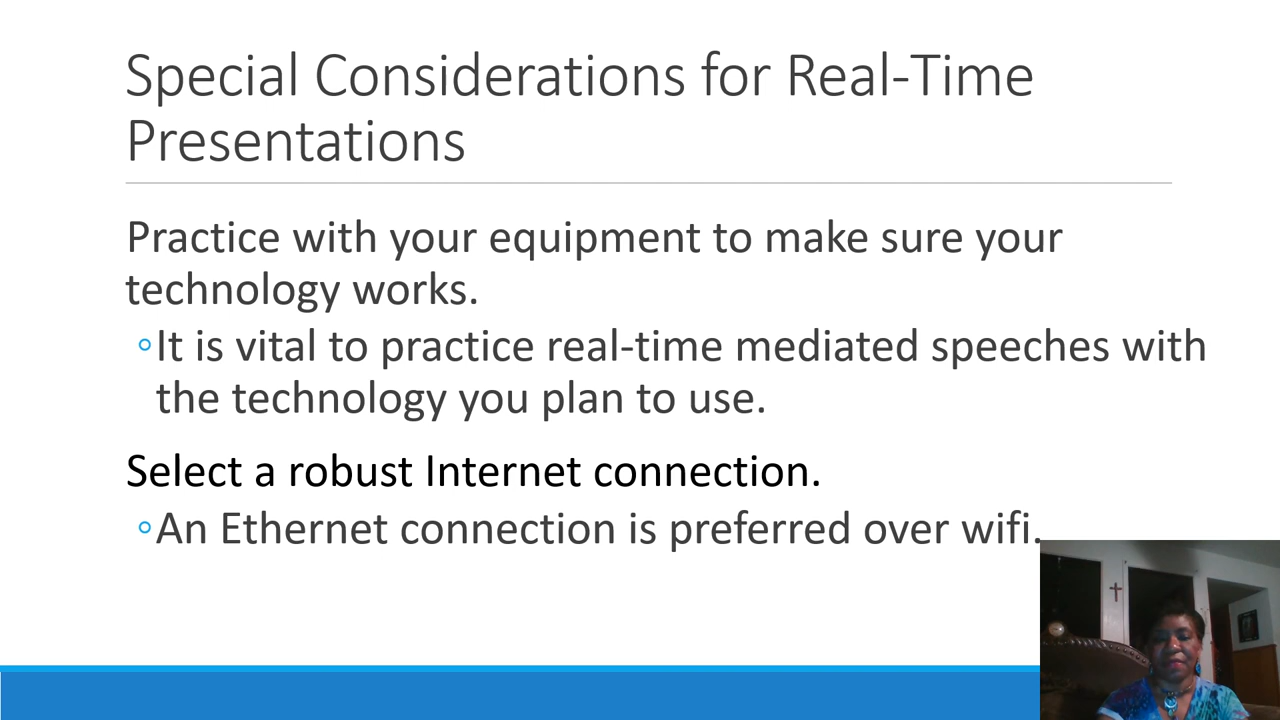 Special Considerations for Real-Time
Presentations
Practice with your equipment to make sure your
technology works.
◦It is vital to practice real-time mediated speeches with
the technology you plan to use.
Select a robust Internet connection.
◦An Ethernet connection is preferred over wifi.